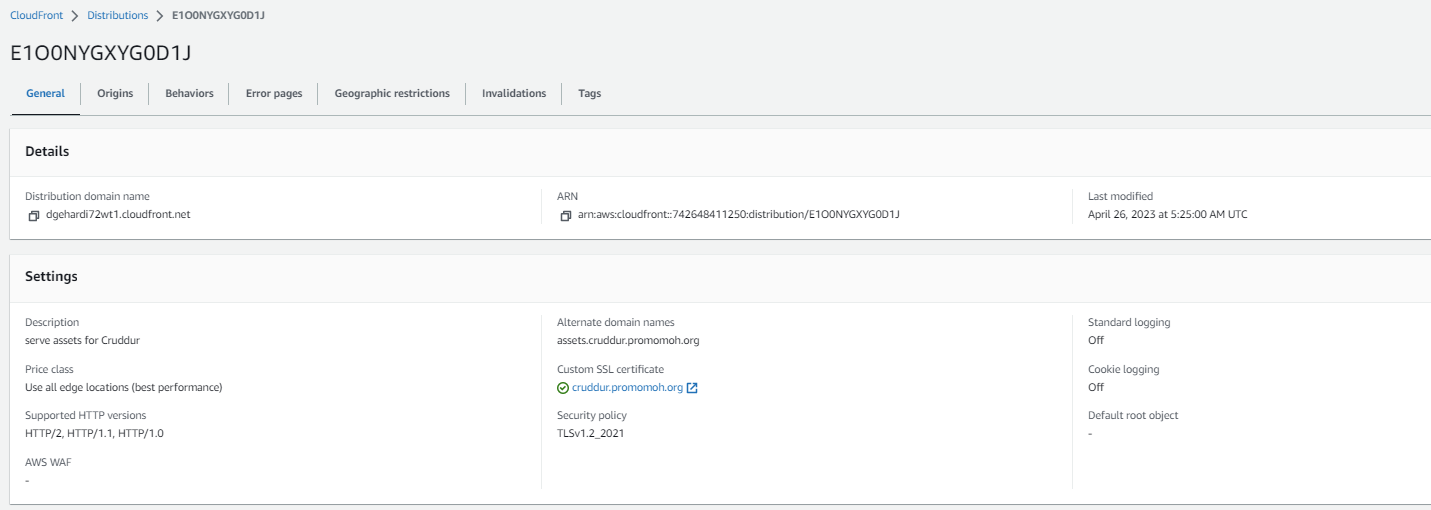 CloudFront > Distributions > E1O0NYGXYG0D1J
E1O0NYGXYG0D1J
General Origins Behaviors Error pages Geographic restrictions Invalidations Tags
Details
Distribution domain name ARN Last modified
dgehardi72wt1.cloudfront.net arn:aws:cloudfront::742648411250:distribution/E1O0NYGXYG0D1J April 26, 2023 at 5:25:00 AM UTC
Settings
Description Alternate domain names Standard logging
serve assets for Cruddur assets.cruddur.promomoh.org Off
Price class Custom SSL certificate Cookie logging
Use all edge locations (best performance) cruddur.promomoh.org Off
Supported HTTP versions Security policy Default root object
HTTP/2, HTTP/1.1, HTTP/1.0 TLSv1.2_2021 -
AWS WAF
-